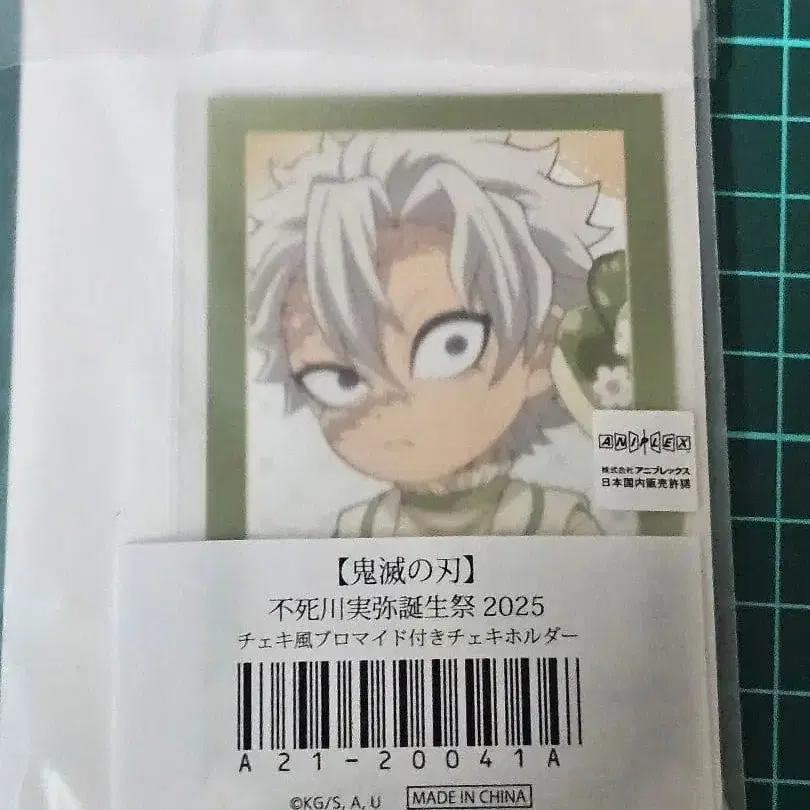 ANIPLEX
株式会社アニプレックス
日本国内販売許諾
【鬼滅の刃】
不死川実弥誕生祭 2025
チェキ風ブロマイド付きチェキホルダー
A21-20041A
©KG/S, A, U
MADE IN CHINA